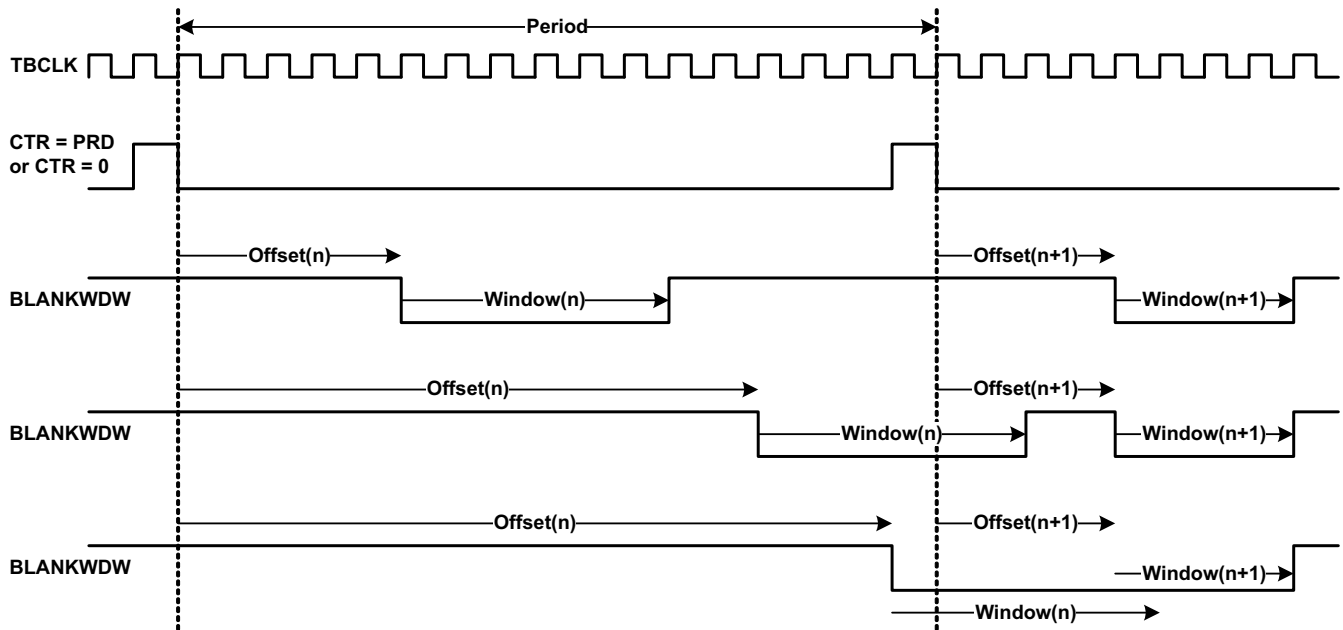 Period
TBCLK
CTR = PRD
or CTR = 0
Offset(n)
Offset(n+1)
BLANKWDW
Window(n)
Window(n+1)
Offset(n)
Offset(n+1)
BLANKWDW
Window(n)
Window(n+1)
Offset(n)
Offset(n+1)
BLANKWDW
Window(n+1)
Window(n)